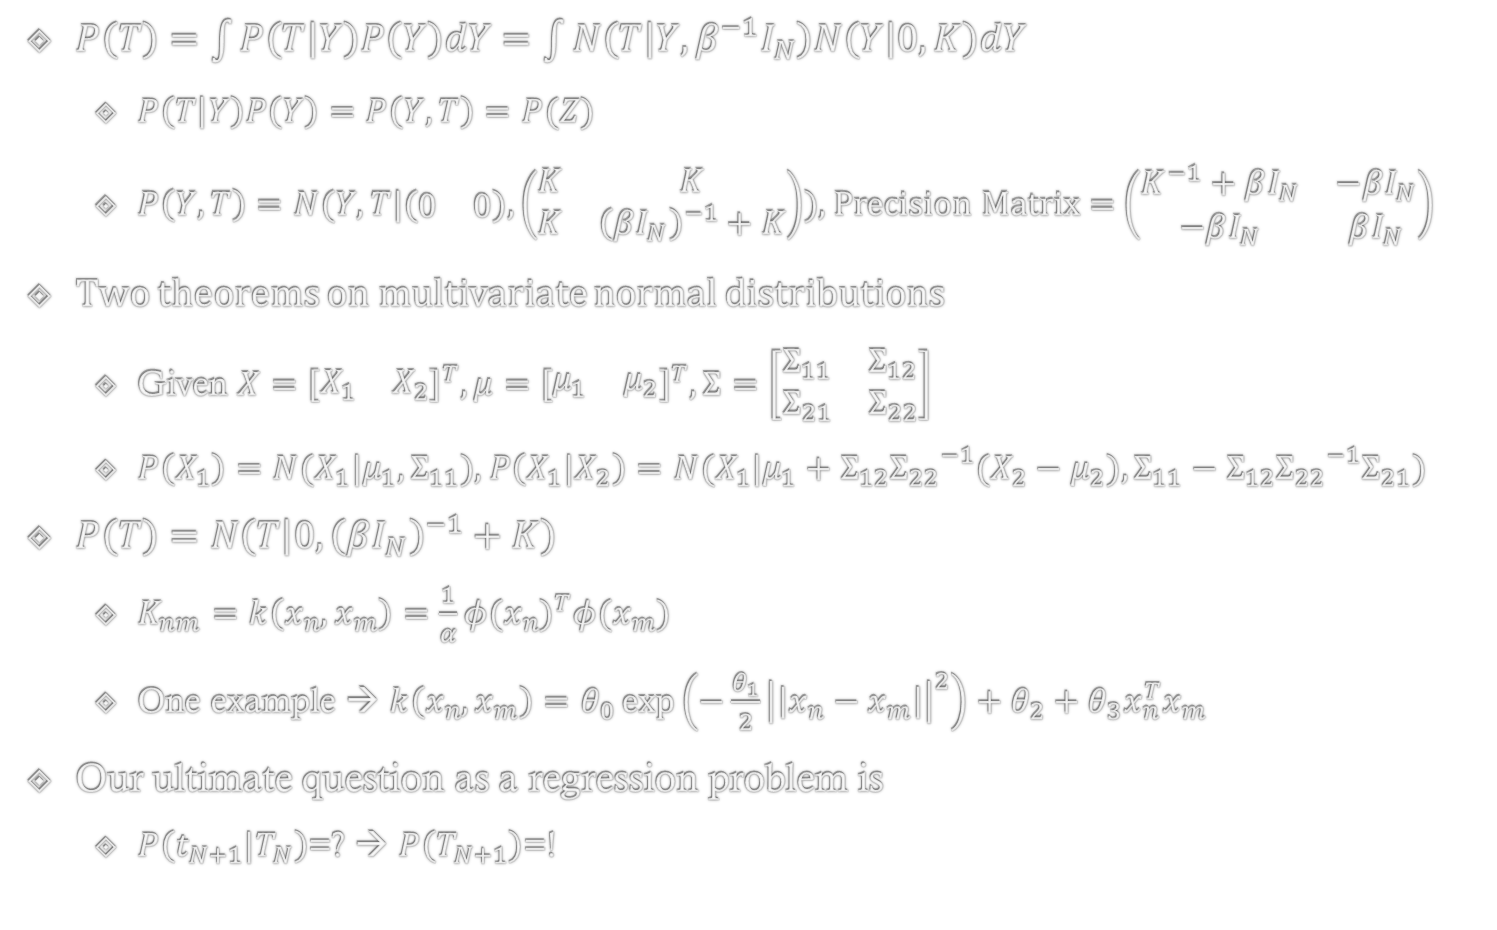 P(T) = ∫ P(T|Y)P(Y)dY = ∫ N(T|Y, β⁻¹I_N)N(Y|0, K)dY
P(T|Y)P(Y) = P(Y, T) = P(Z)
P(Y, T) = N(Y, T|(0 0), (K K; K (βI_N)⁻¹ + K)), Precision Matrix = (K⁻¹ + βI_N −βI_N; −βI_N βI_N)
Two theorems on multivariate normal distributions
Given X = [X₁ X₂]ᵀ, μ = [μ₁ μ₂]ᵀ, Σ = [Σ₁₁ Σ₁₂; Σ₂₁ Σ₂₂]
P(X₁) = N(X₁|μ₁, Σ₁₁), P(X₁|X₂) = N(X₁|μ₁ + Σ₁₂Σ₂₂⁻¹(X₂ − μ₂), Σ₁₁ − Σ₁₂Σ₂₂⁻¹Σ₂₁)
P(T) = N(T|0, (βI_N)⁻¹ + K)
K_nm = k(x_n, x_m) = 1/α ϕ(x_n)ᵀϕ(x_m)
One example → k(x_n, x_m) = θ₀ exp(−θ₁/2 ||x_n − x_m||²) + θ₂ + θ₃x_nᵀx_m
Our ultimate question as a regression problem is
P(t_{N+1}|T_N)=? → P(T_{N+1})=!